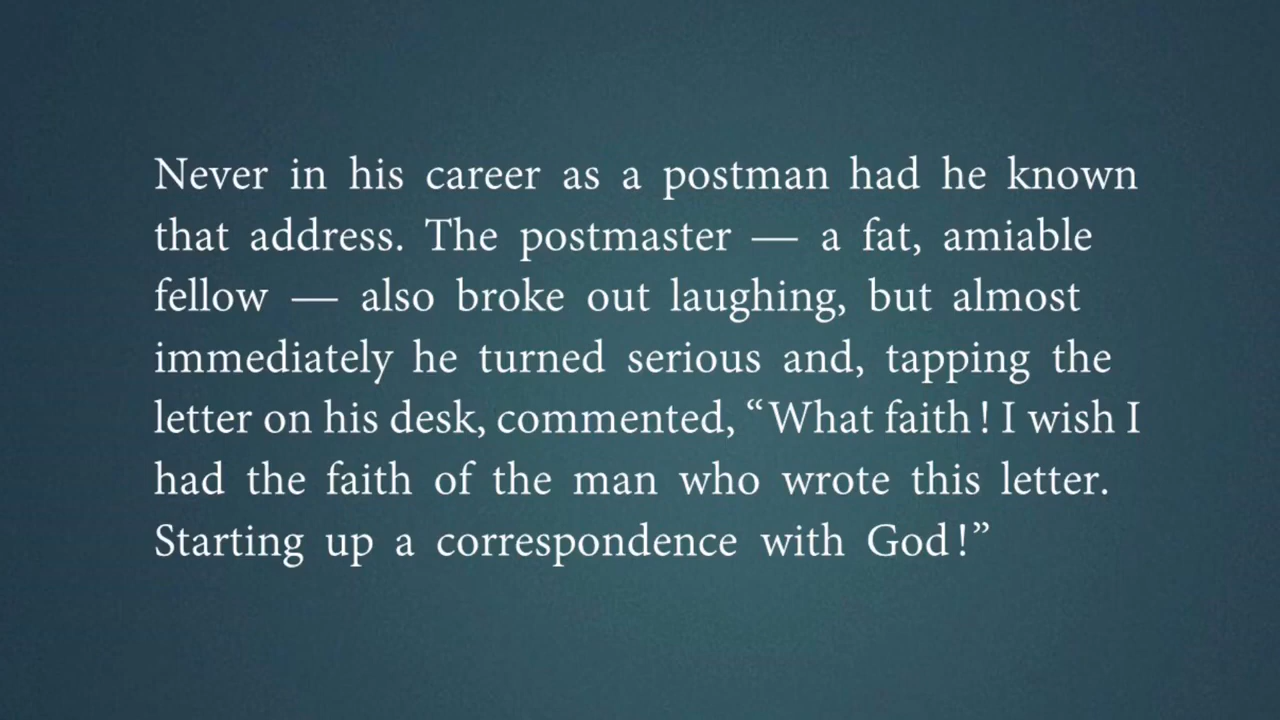 Never in his career as a postman had he known
that address. The postmaster — a fat, amiable
fellow — also broke out laughing, but almost
immediately he turned serious and, tapping the
letter on his desk, commented, “What faith! I wish I
had the faith of the man who wrote this letter.
Starting up a correspondence with God!”